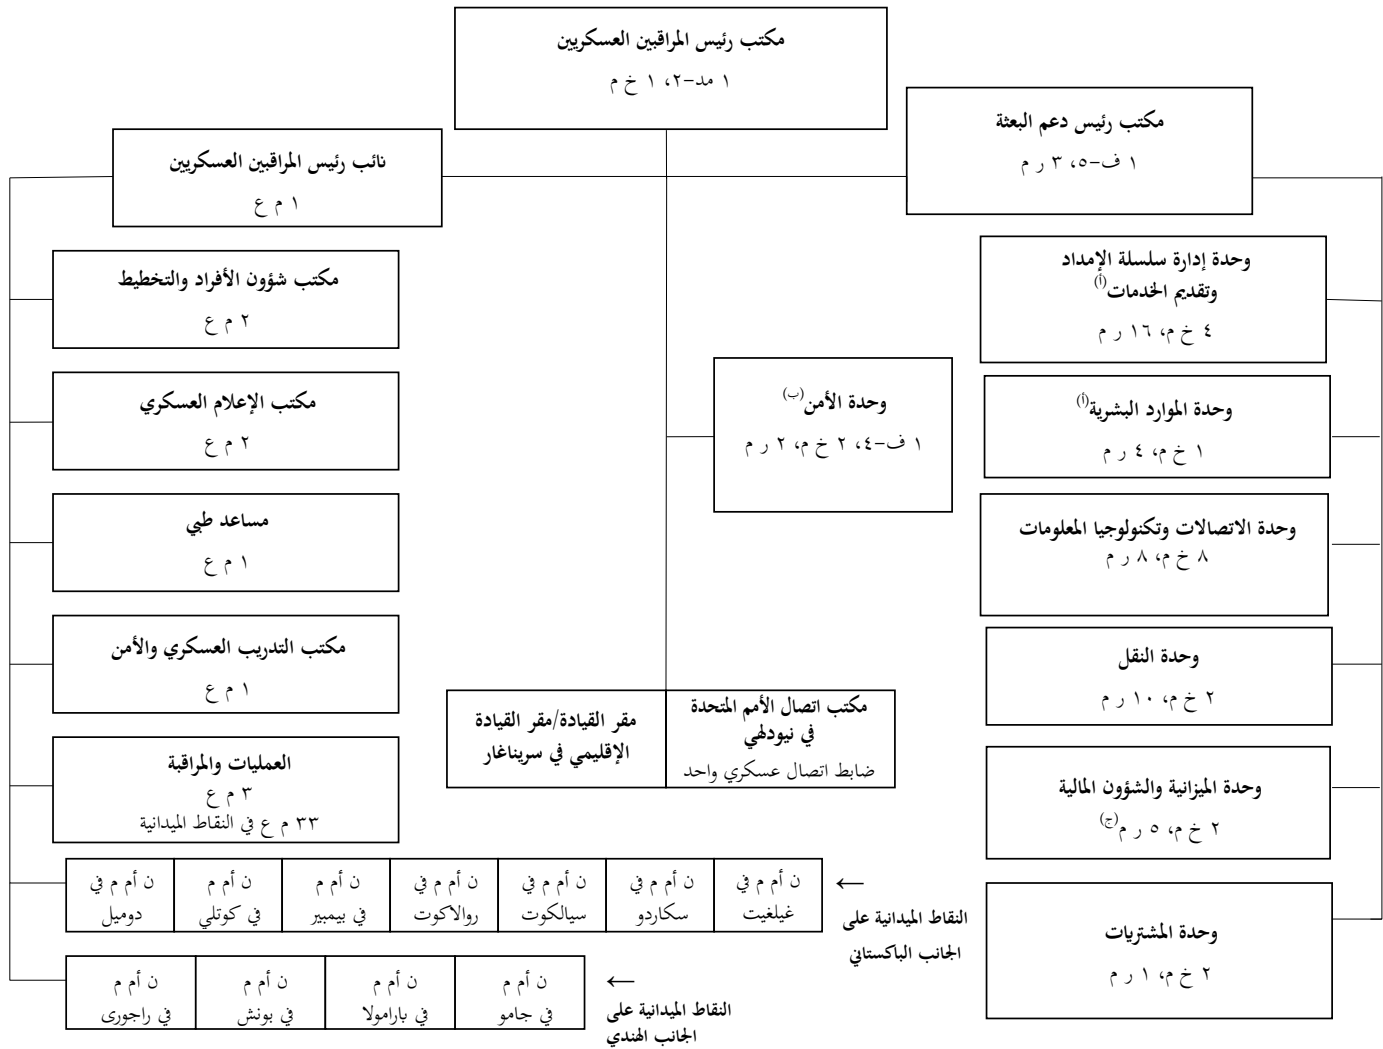 مكتب رئيس المراقبين العسكريين
١ مد-٢، ١ خ م
مكتب رئيس دعم البعثة
١ ف-٥، ٣ ر م
نائب رئيس المراقبين العسكريين
١ م ع
وحدة إدارة سلسلة الإمداد
وتقديم الخدمات(أ)
٤ خ م، ١٦ ر م
وحدة الموارد البشرية(أ)
١ خ م، ٤ ر م
وحدة الاتصالات وتكنولوجيا المعلومات
٨ خ م، ٨ ر م
وحدة النقل
٢ خ م، ١٠ ر م
وحدة الميزانية والشؤون المالية
٢ خ م، ٥ ر م(ج)
وحدة المشتريات
٢ خ م، ١ ر م
وحدة الأمن(ب)
١ ف-٤، ٢ خ م، ٢ ر م
مكتب اتصال الأمم المتحدة
في نيودلهي
ضابط اتصال عسكري واحد
مقر القيادة/مقر القيادة
الإقليمي في سريناغار
مكتب شؤون الأفراد والتخطيط
٢ م ع
مكتب الإعلام العسكري
٢ م ع
مساعد طبي
١ م ع
مكتب التدريب العسكري والأمن
١ م ع
العمليات والمراقبة
٣ م ع
٣٣ م ع في النقاط الميدانية
←
النقاط الميدانية على
الجانب الباكستاني
ن أم م في
غيلغيت
ن أم م في
سكاردو
ن أم م في
سيالكوت
ن أم م في
روالاكوت
ن أم م
في بيمبير
ن أم م
في كوتلي
ن أم م في
دوميل
←
النقاط الميدانية على
الجانب الهندي
ن أم م
في جامو
ن أم م
في بارامولا
ن أم م
في بونش
ن أم م
في راجورى